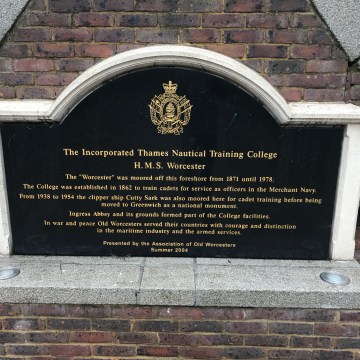 The Incorporated Thames Nautical Training College
H.M.S. Worcester
The "Worcester" was moored off this foreshore from 1871 until 1978.
The College was established in 1862 to train cadets for service as officers in the Merchant Navy.
From 1938 to 1954 the clipper ship Cutty Sark was also moored here for cadet training before being
moved to Greenwich as a national monument.
Ingress Abbey and its grounds formed part of the College facilities.
In war and peace Old Worcesters served their countries with courage and distinction
in the maritime industry and the armed services.
Presented by the Association of Old Worcesters
Summer 2004